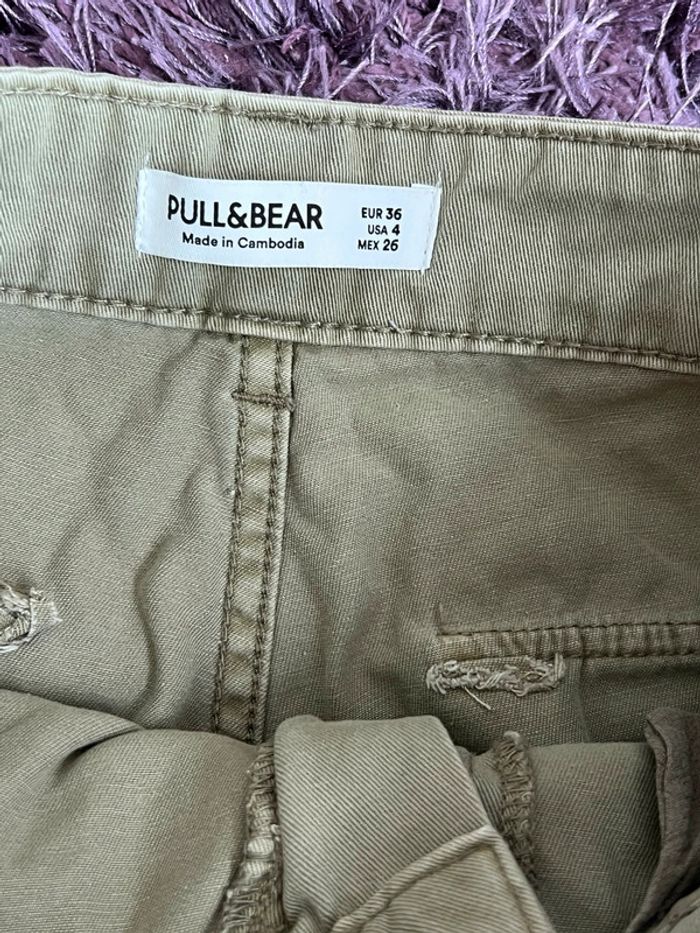 PULL&BEAR
Made in Cambodia
EUR 36
USA 4
MEX 26